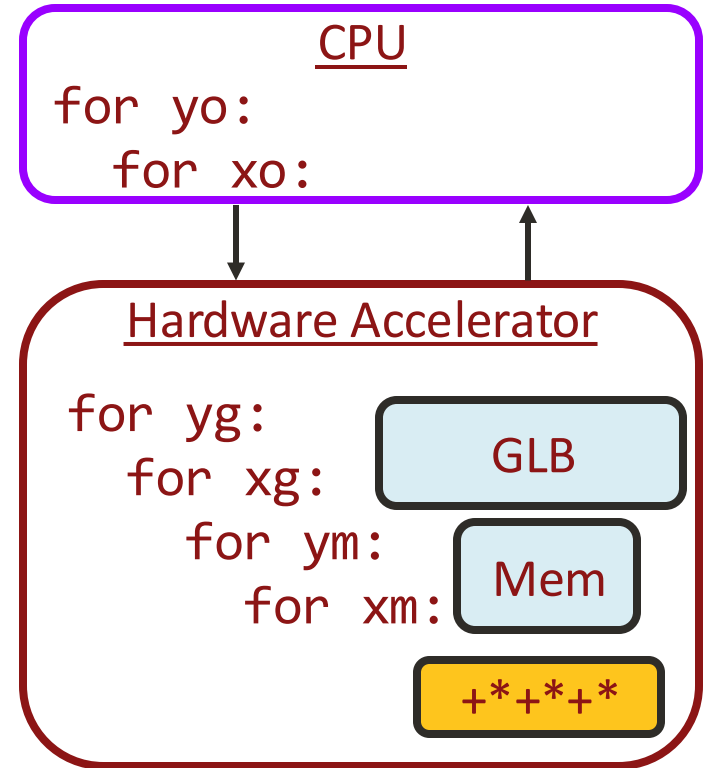 CPU
for yo:
for xo:
Hardware Accelerator
for yg:
GLB
for xg:
for ym:
Mem
for xm:
+*+*+*